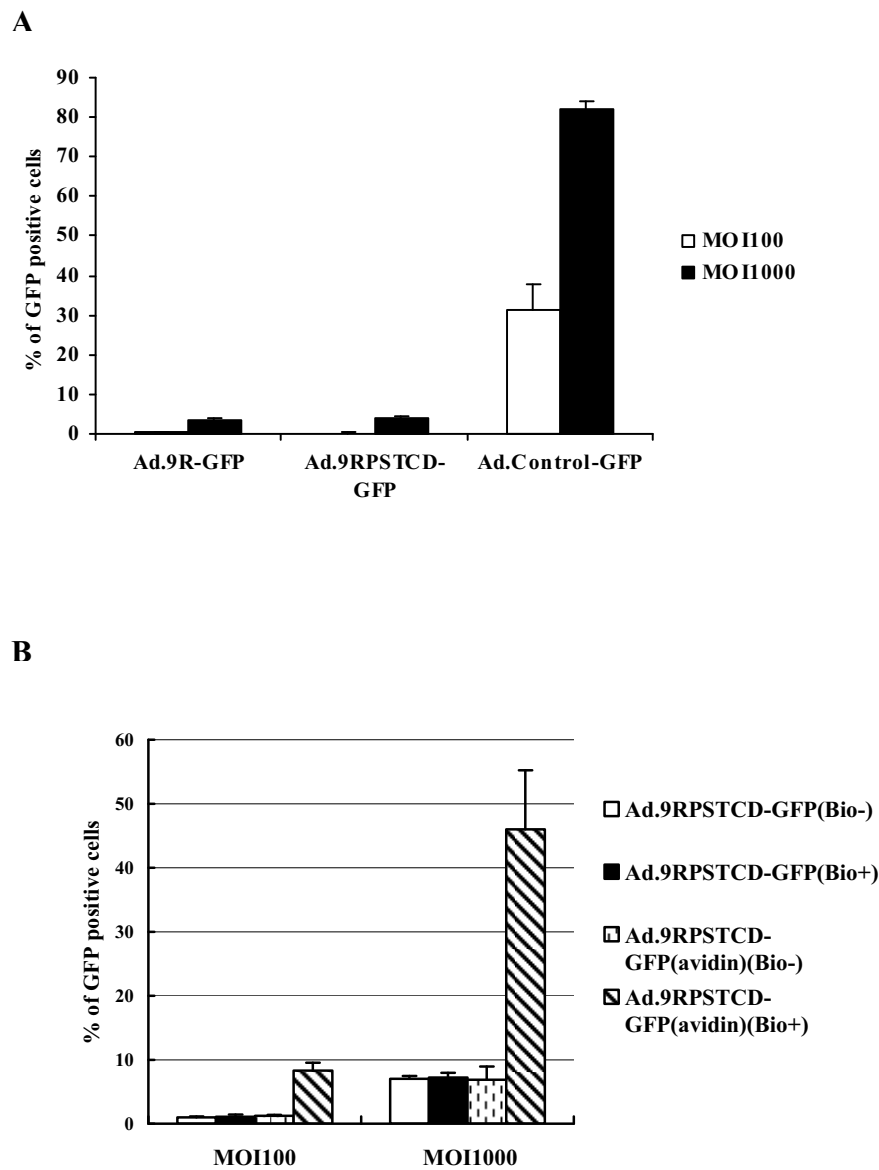 A
% of GFP positive cells
90
80
70
60
50
40
30
20
10
0
Ad.9R-GFP
Ad.9RPSTCD-
GFP
Ad.Control-GFP
MOI100
MOI1000
B
% of GFP positive cells
60
50
40
30
20
10
0
MOI100
MOI1000
Ad.9RPSTCD-GFP(Bio-)
Ad.9RPSTCD-GFP(Bio+)
Ad.9RPSTCD-
GFP(avidin)(Bio-)
Ad.9RPSTCD-
GFP(avidin)(Bio+)